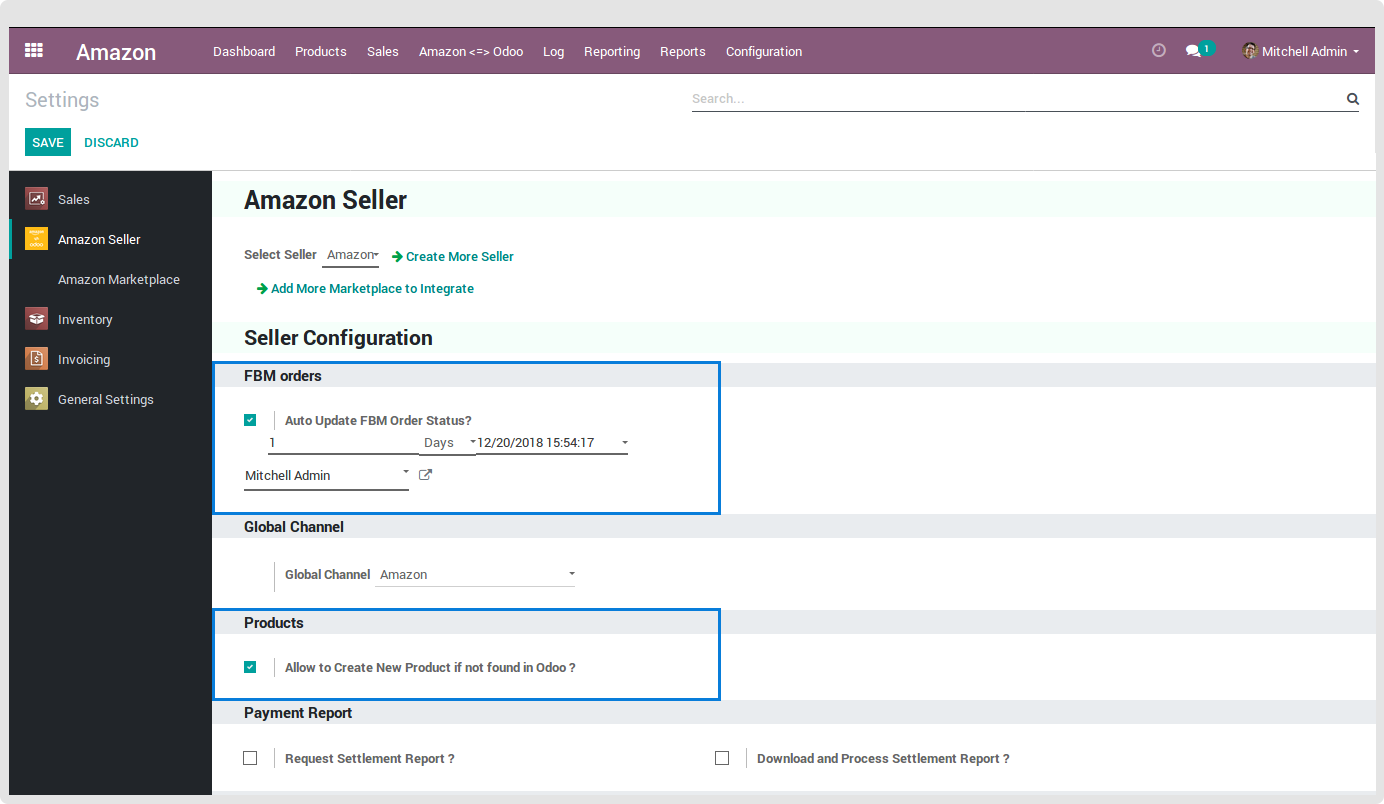 Amazon Dashboard Products Sales Amazon <=> Odoo Log Reporting Reports Configuration 1 Mitchell Admin
Settings Search...
SAVE DISCARD
Sales
Amazon Seller
Amazon Marketplace
Inventory
Invoicing
General Settings
Amazon Seller
Select Seller Amazon Create More Seller
Add More Marketplace to Integrate
Seller Configuration
FBM orders
Auto Update FBM Order Status?
1 Days 12/20/2018 15:54:17
Mitchell Admin
Global Channel
Global Channel Amazon
Products
Allow to Create New Product if not found in Odoo ?
Payment Report
Request Settlement Report ? Download and Process Settlement Report ?